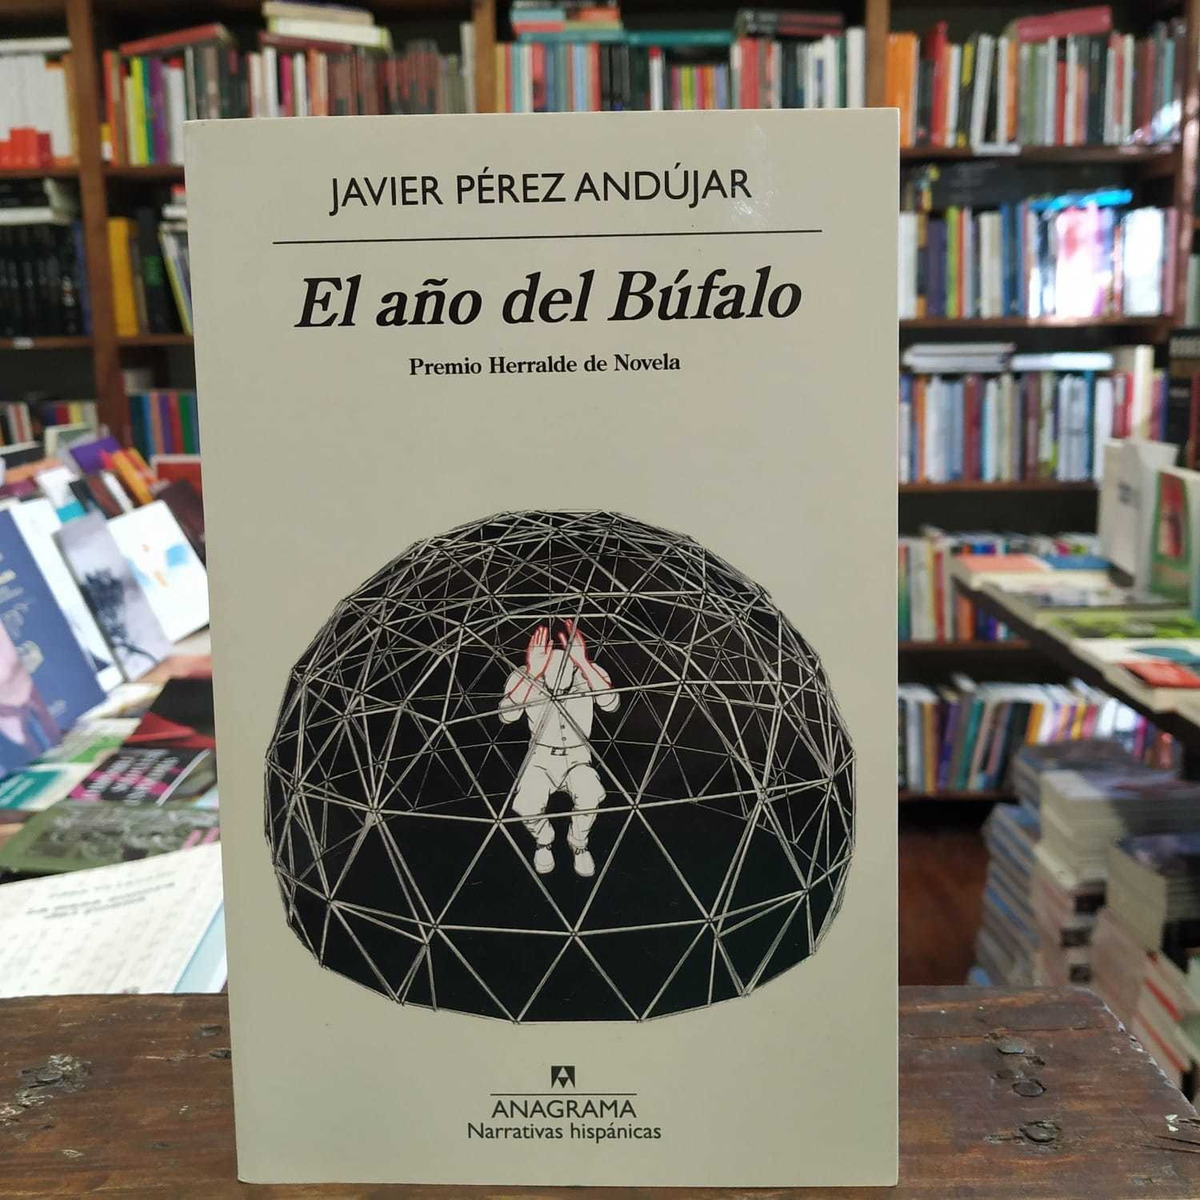 JAVIER PÉREZ ANDÚJAR
El año del Búfalo
Premio Herralde de Novela
ANAGRAMA
Narrativas hispánicas